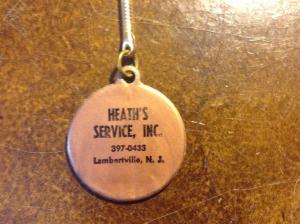 HEATH'S
SERVICE, INC.
397-0433
Lambertville, N. J.